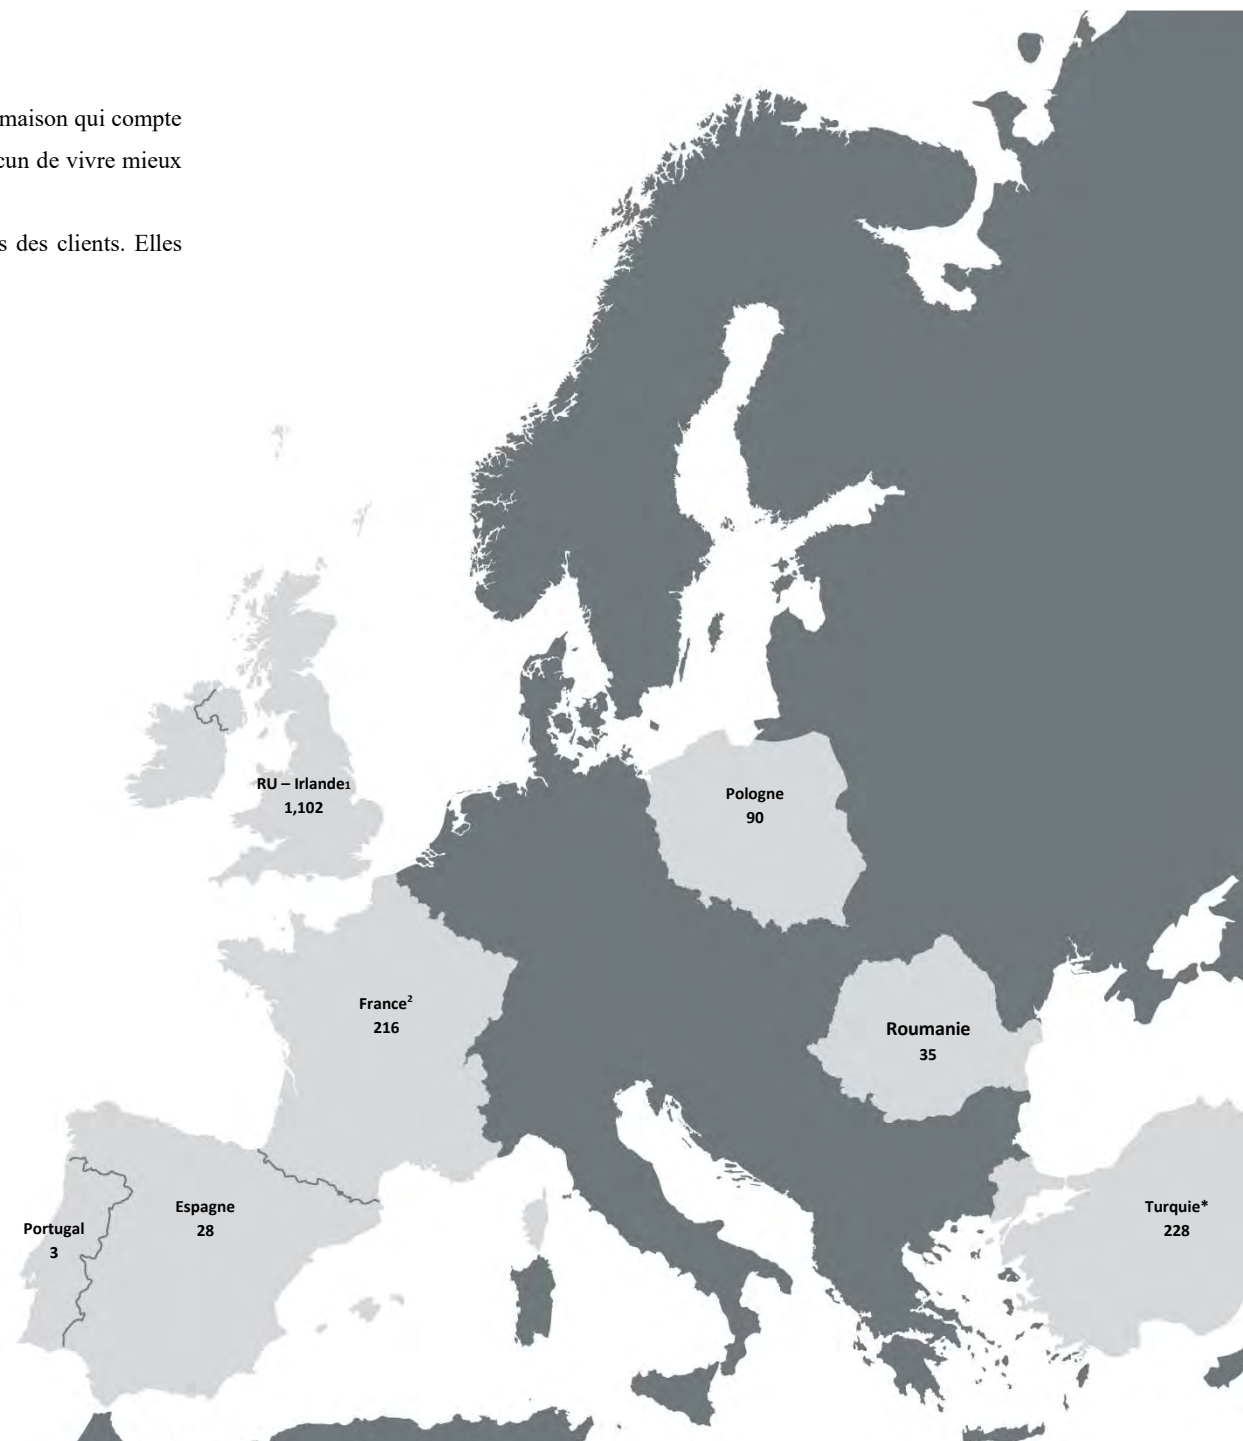 maison qui compte
cun de vivre mieux
s des clients. Elles
RU – Irlande1
1,102
Pologne
90
France²
216
Roumanie
35
Espagne
28
Portugal
3
Turquie*
228